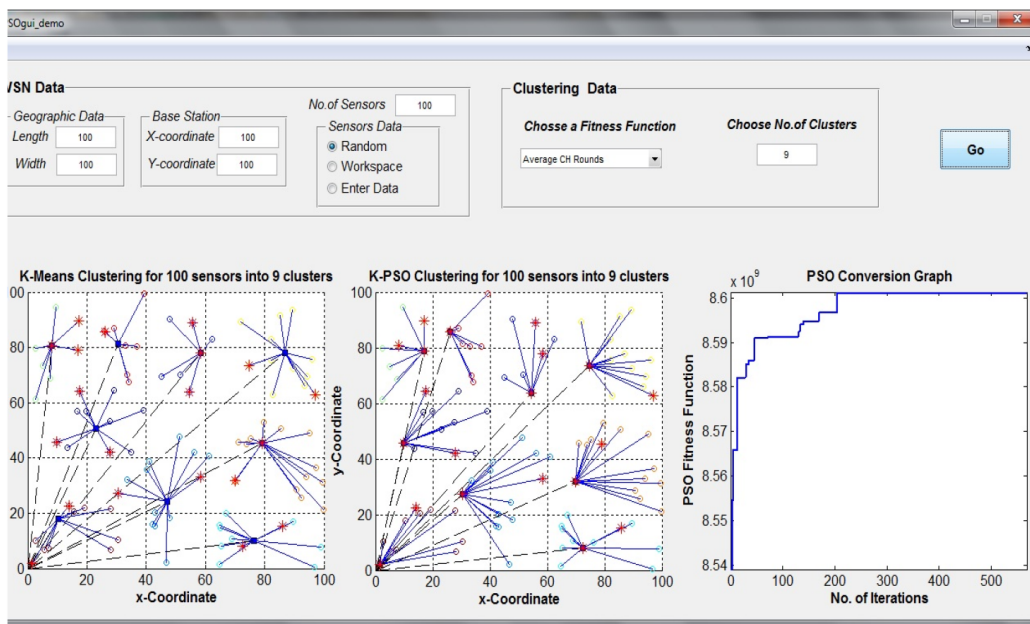 SOgui_demo
WSN Data
Geographic Data
Length 100
Width 100
Base Station
X-coordinate 100
Y-coordinate 100
No.of Sensors 100
Sensors Data
Random
Workspace
Enter Data
Clustering Data
Chosse a Fitness Function
Average CH Rounds
Choose No.of Clusters
9
Go
K-Means Clustering for 100 sensors into 9 clusters
00
80
60
40
20
0
0 20 40 60 80 100
x-Coordinate
K-PSO Clustering for 100 sensors into 9 clusters
y-Coordinate
100
80
60
40
20
0
0 20 40 60 80 100
x-Coordinate
PSO Conversion Graph
x 10^9
PSO Fitness Function
8.6
8.59
8.58
8.57
8.56
8.55
8.54
0 100 200 300 400 500
No. of Iterations